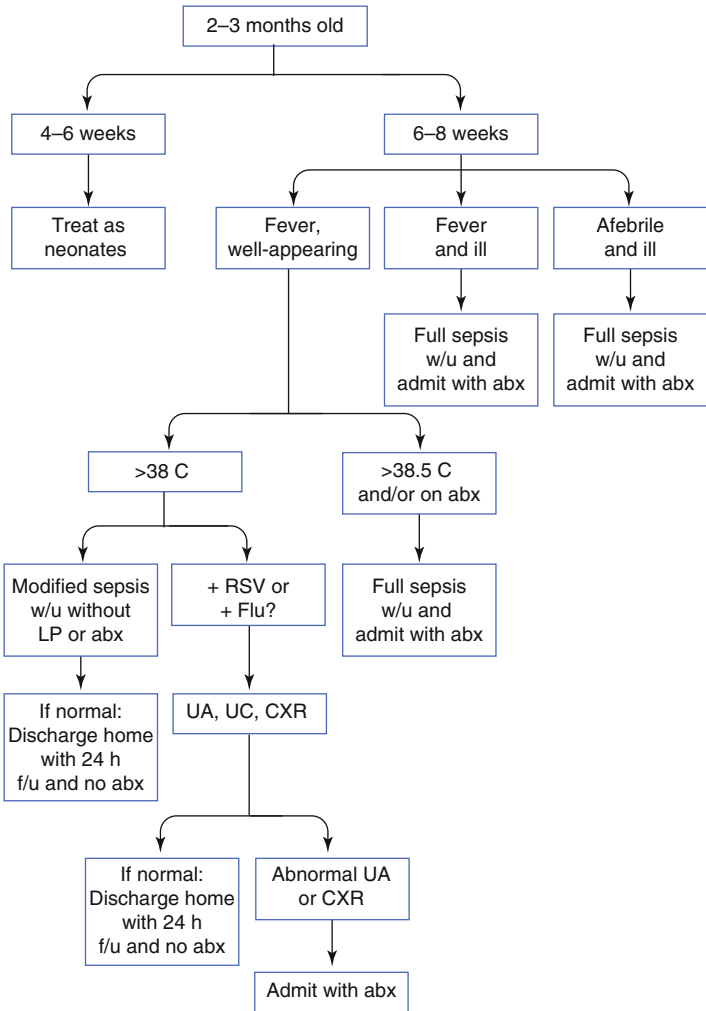 2–3 months old
4–6 weeks
6–8 weeks
Treat as
neonates
Fever,
well-appearing
Fever
and ill
Afebrile
and ill
Full sepsis
w/u and
admit with abx
Full sepsis
w/u and
admit with abx
>38 C
>38.5 C
and/or on abx
Modified sepsis
w/u without
LP or abx
+ RSV or
+ Flu?
Full sepsis
w/u and
admit with abx
If normal:
Discharge home
with 24 h
f/u and no abx
UA, UC, CXR
If normal:
Discharge home
with 24 h
f/u and no abx
Abnormal UA
or CXR
Admit with abx